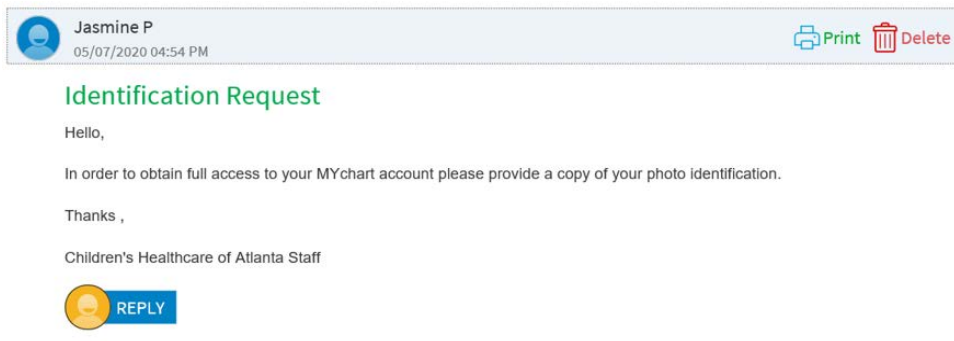 Jasmine P
05/07/2020 04:54 PM
Print Delete
Identification Request
Hello,
In order to obtain full access to your MYchart account please provide a copy of your photo identification.
Thanks ,
Children's Healthcare of Atlanta Staff
REPLY